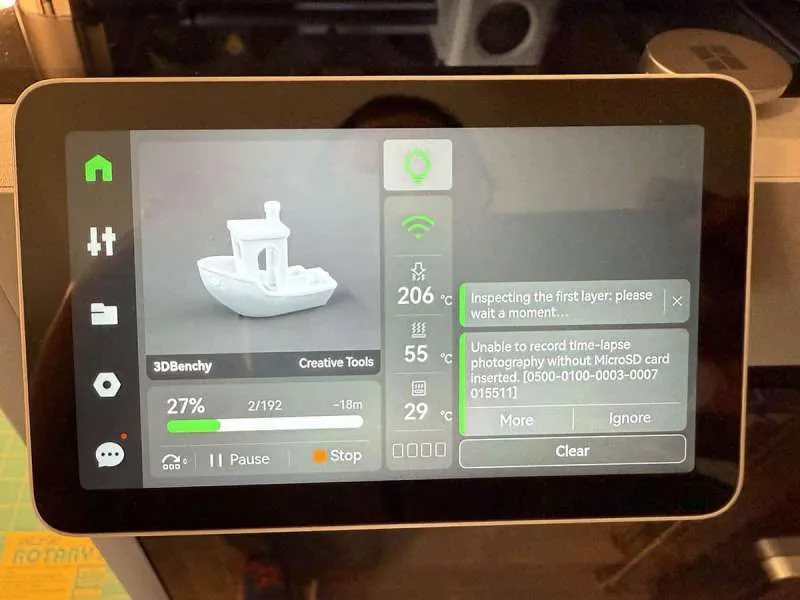 3DBenchy
Creative Tools
27%
2/192
-18m
Pause
Stop
206 °C
55 °C
29 °C
Inspecting the first layer: please
wait a moment...
Unable to record time-lapse
photography without MicroSD card
inserted. [0500-0100-0003-0007
015511]
More
Ignore
Clear
ROTARY